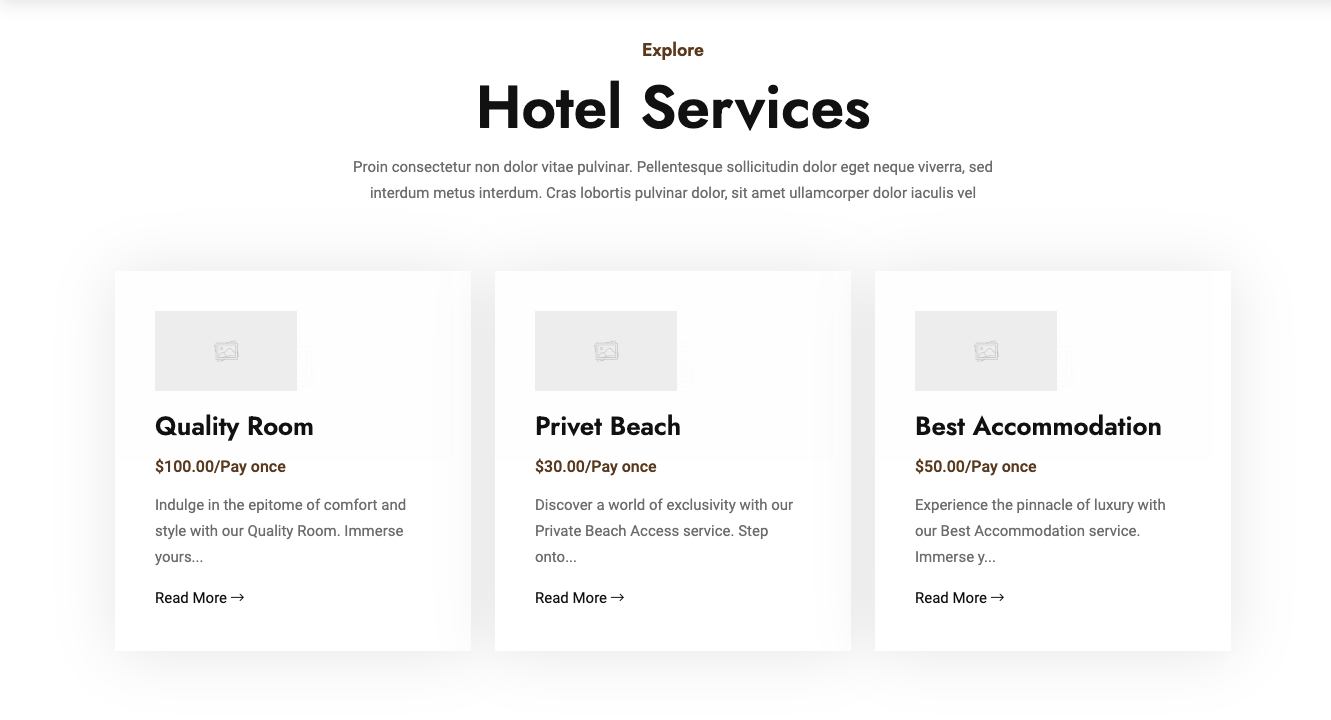 Explore
Hotel Services
Proin consectetur non dolor vitae pulvinar. Pellentesque sollicitudin dolor eget neque viverra, sed
interdum metus interdum. Cras lobortis pulvinar dolor, sit amet ullamcorper dolor iaculis vel
Quality Room
$100.00/Pay once
Indulge in the epitome of comfort and
style with our Quality Room. Immerse
yours...
Read More →
Privet Beach
$30.00/Pay once
Discover a world of exclusivity with our
Private Beach Access service. Step
onto...
Read More →
Best Accommodation
$50.00/Pay once
Experience the pinnacle of luxury with
our Best Accommodation service.
Immerse y...
Read More →